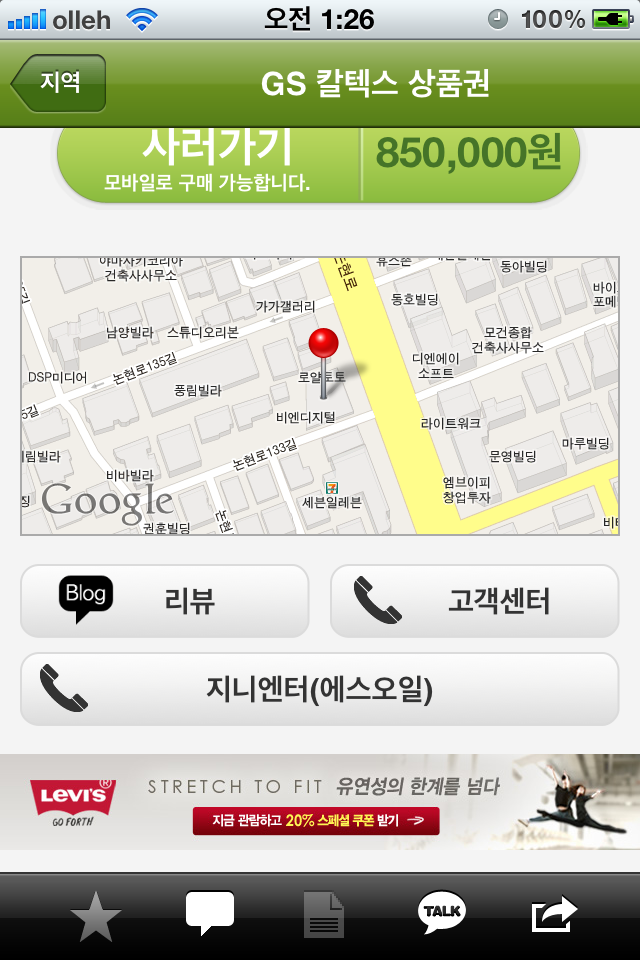 olleh 오전 1:26 100%
지역
GS 칼텍스 상품권
사러가기
모바일로 구매 가능합니다.
850,000원
야마자키코리아
건축사사무소
논현로
동아빌딩
동호빌딩
가가갤러리
남양빌라 스튜디오리본
모건종합
건축사사무소
디엔에이
소프트
DSP미디어
논현로135길
풍림빌라
로얄토토
비엔디지털
라이트워크
논현로133길
마루빌딩
문영빌딩
비바빌라
엠브이피
창업투자
세븐일레븐
Google
권훈빌딩
Blog 리뷰
고객센터
지니엔터(에스오일)
LEVI'S®
GO FORTH
STRETCH TO FIT 유연성의 한계를 넘다
지금 관람하고 20% 스페셜 쿠폰 받기
TALK